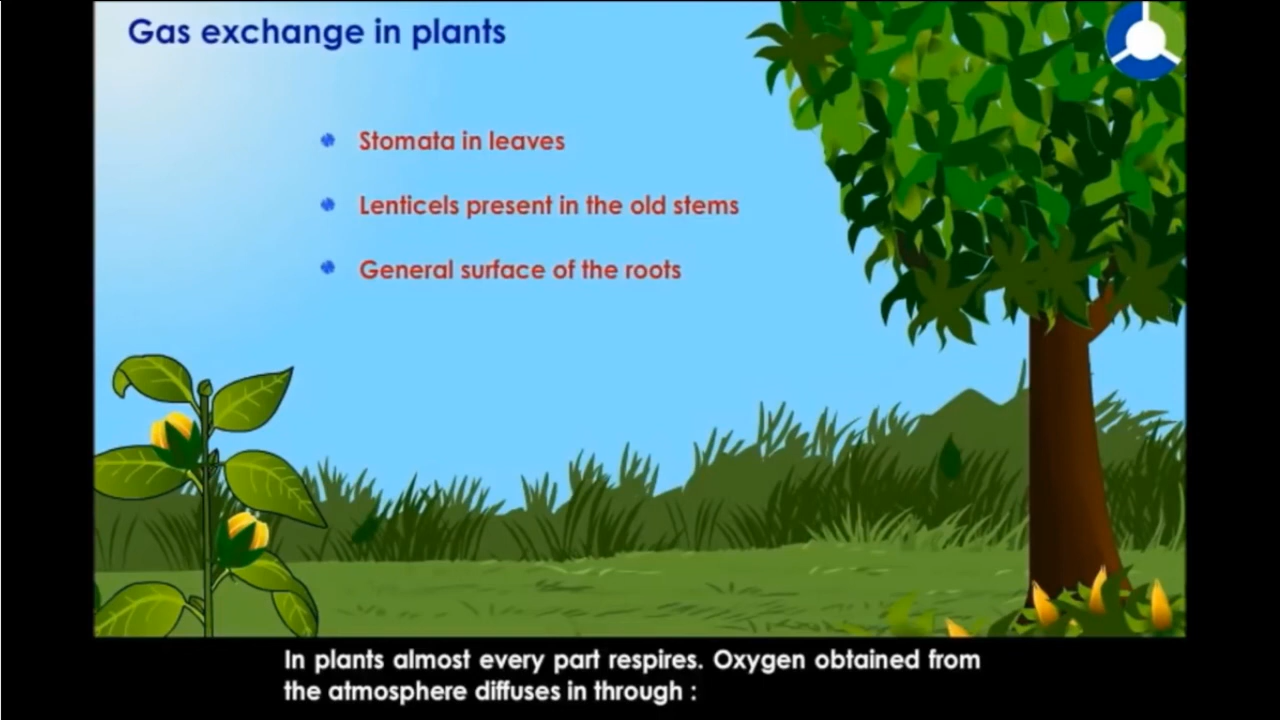 Gas exchange in plants
Stomata in leaves
Lenticels present in the old stems
General surface of the roots
In plants almost every part respires. Oxygen obtained from
the atmosphere diffuses in through :